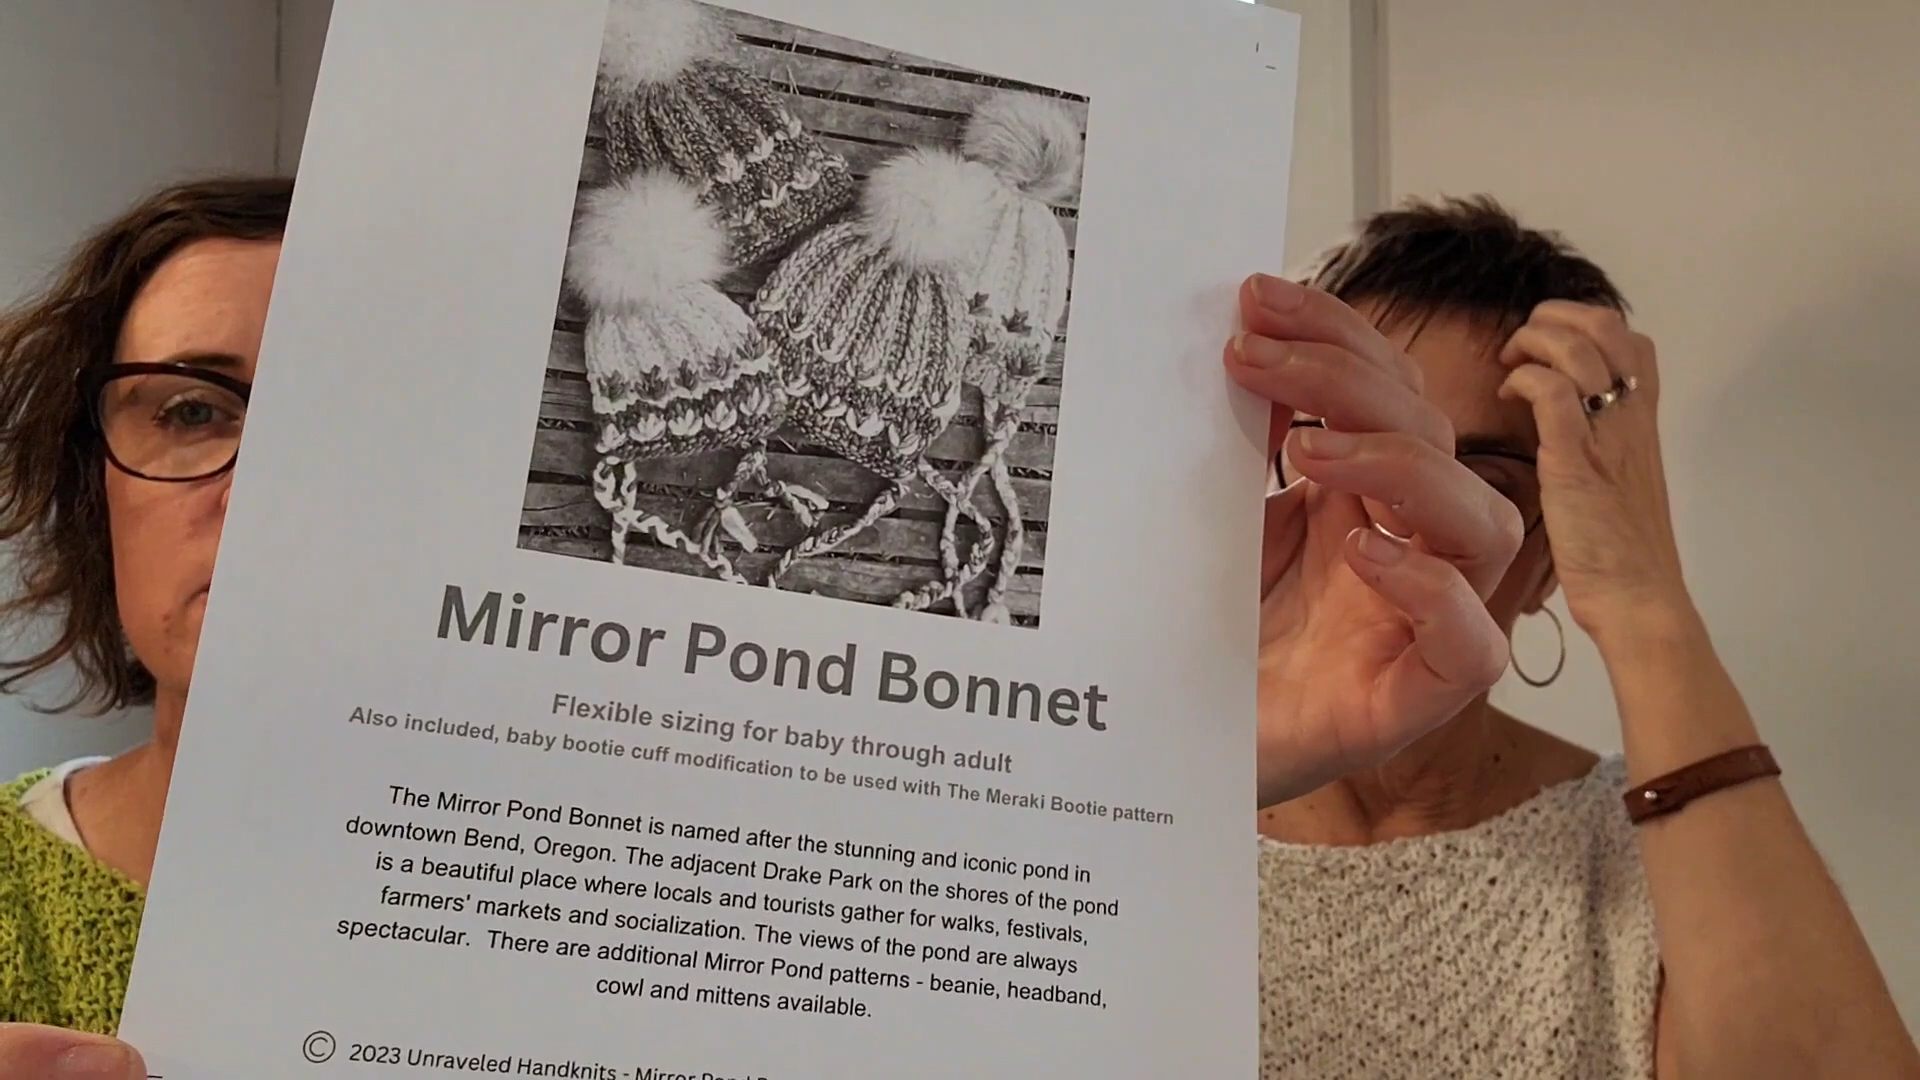 Mirror Pond Bonnet
Flexible sizing for baby through adult
Also included, baby bootie cuff modification to be used with The Meraki Bootie pattern
The Mirror Pond Bonnet is named after the stunning and iconic pond in
downtown Bend, Oregon. The adjacent Drake Park on the shores of the pond
is a beautiful place where locals and tourists gather for walks, festivals,
farmers' markets and socialization. The views of the pond are always
spectacular.  There are additional Mirror Pond patterns - beanie, headband,
cowl and mittens available.
© 2023 Unraveled Handknits - Mirror Pond